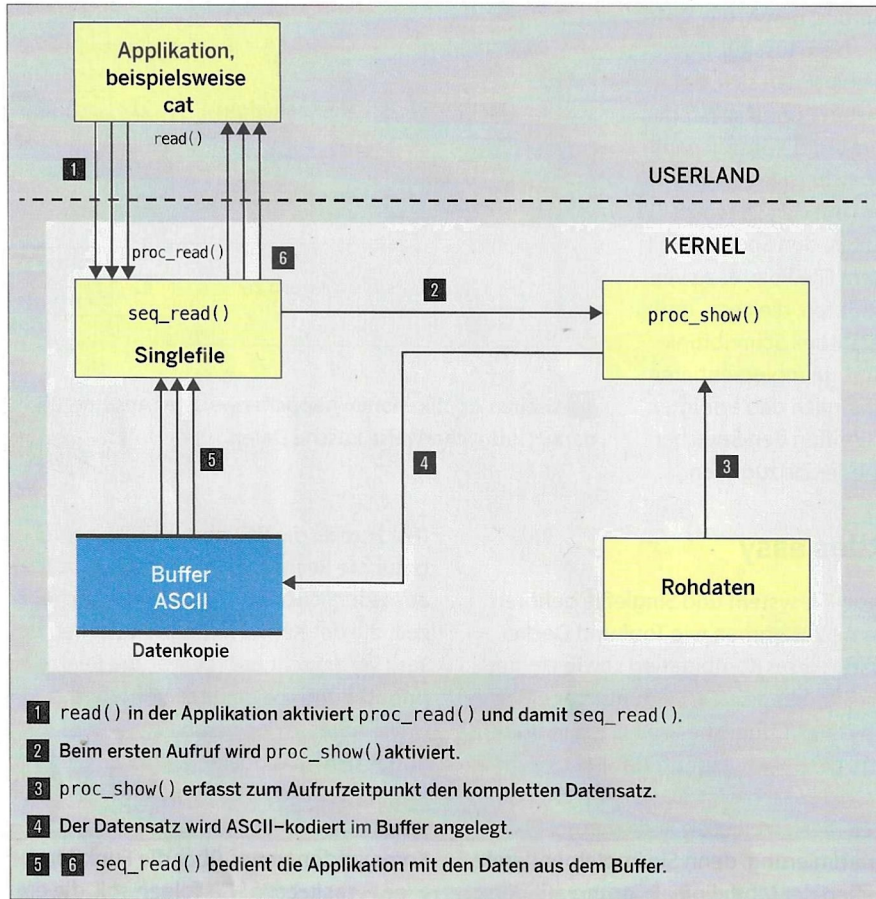 Applikation,
beispielsweise
cat
read()
1
USERLAND
KERNEL
proc_read()
6
2
seq_read()
Singlefile
proc_show()
5
4
3
Buffer
ASCII
Rohdaten
Datenkopie
1 read() in der Applikation aktiviert proc_read() und damit seq_read().
2 Beim ersten Aufruf wird proc_show()aktiviert.
3 proc_show() erfasst zum Aufrufzeitpunkt den kompletten Datensatz.
4 Der Datensatz wird ASCII–kodiert im Buffer angelegt.
5 6 seq_read() bedient die Applikation mit den Daten aus dem Buffer.